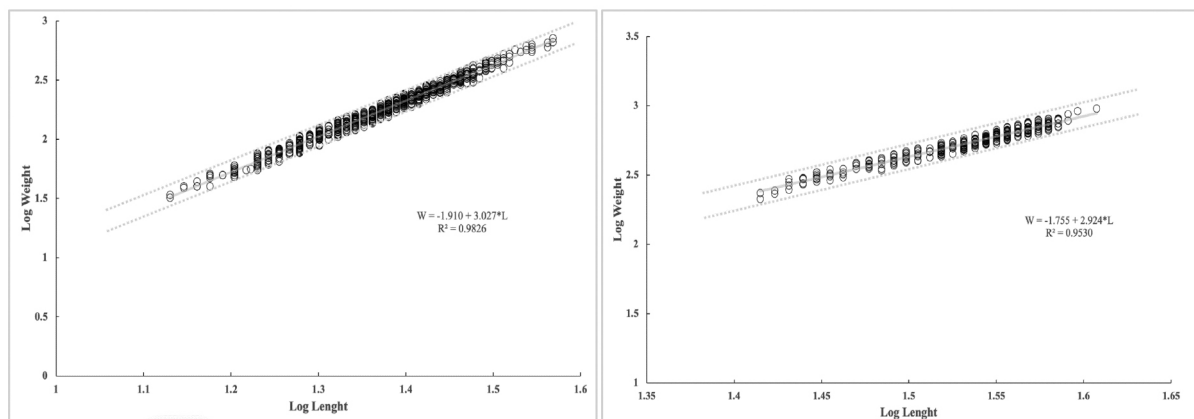 3
2.5
2
1.5
1
0.5
0
Log Weight
W = -1.910 + 3.027*L
R² = 0.9826
1 1.1 1.2 1.3 1.4 1.5 1.6
Log Lenght
3.5
3
2.5
2
1.5
1
Log Weight
W = -1.755 + 2.924*L
R² = 0.9530
1.35 1.4 1.45 1.5 1.55 1.6 1.65
Log Lenght